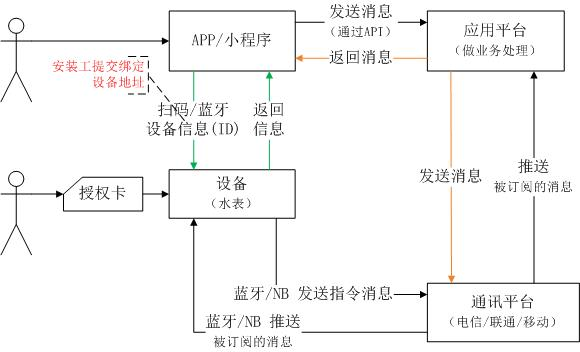 APP/小程序
发送消息
(通过API)
返回消息
应用平台
(做业务处理)
安装工提交绑定
设备地址
扫码/蓝牙
设备信息(ID)
返回
信息
发送消息
推送
被订阅的消息
授权卡
设备
(水表)
蓝牙/NB 发送指令消息
蓝牙/NB 推送
被订阅的消息
通讯平台
(电信/联通/移动)